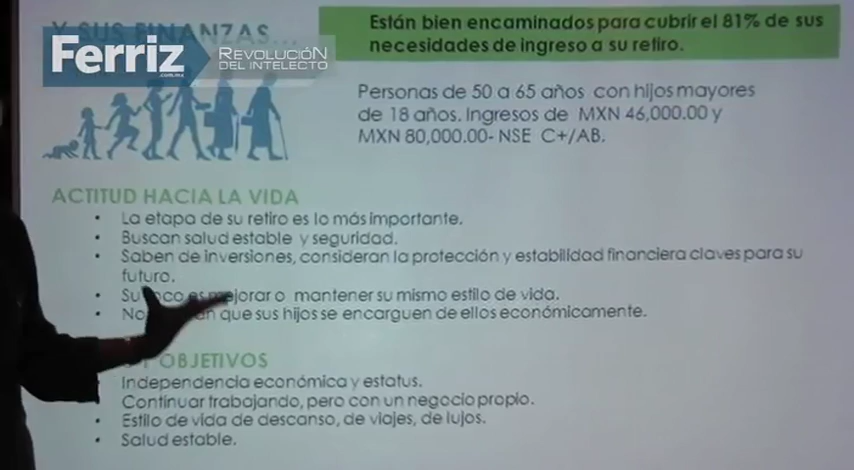 Y SUS FINANZAS...
Ferriz
.com.mx
REVOLUCIÓN
DEL INTELECTO
Están bien encaminados para cubrir el 81% de sus
necesidades de ingreso a su retiro.
Personas de 50 a 65 años con hijos mayores
de 18 años. Ingresos de MXN 46,000.00 y
MXN 80,000.00- NSE C+/AB.
ACTITUD HACIA LA VIDA
• La etapa de su retiro es lo más importante.
• Buscan salud estable y seguridad.
• Saben de inversiones, consideran la protección y estabilidad financiera claves para su
futuro.
• Su es mejorar o mantener su mismo estilo de vida.
• que sus hijos se encarguen de ellos económicamente.
OBJETIVOS
Independencia económica y estatus.
Continuar trabajando, pero con un negocio propio.
• Estilo de vida de descanso, de viajes, de lujos.
• Salud estable.